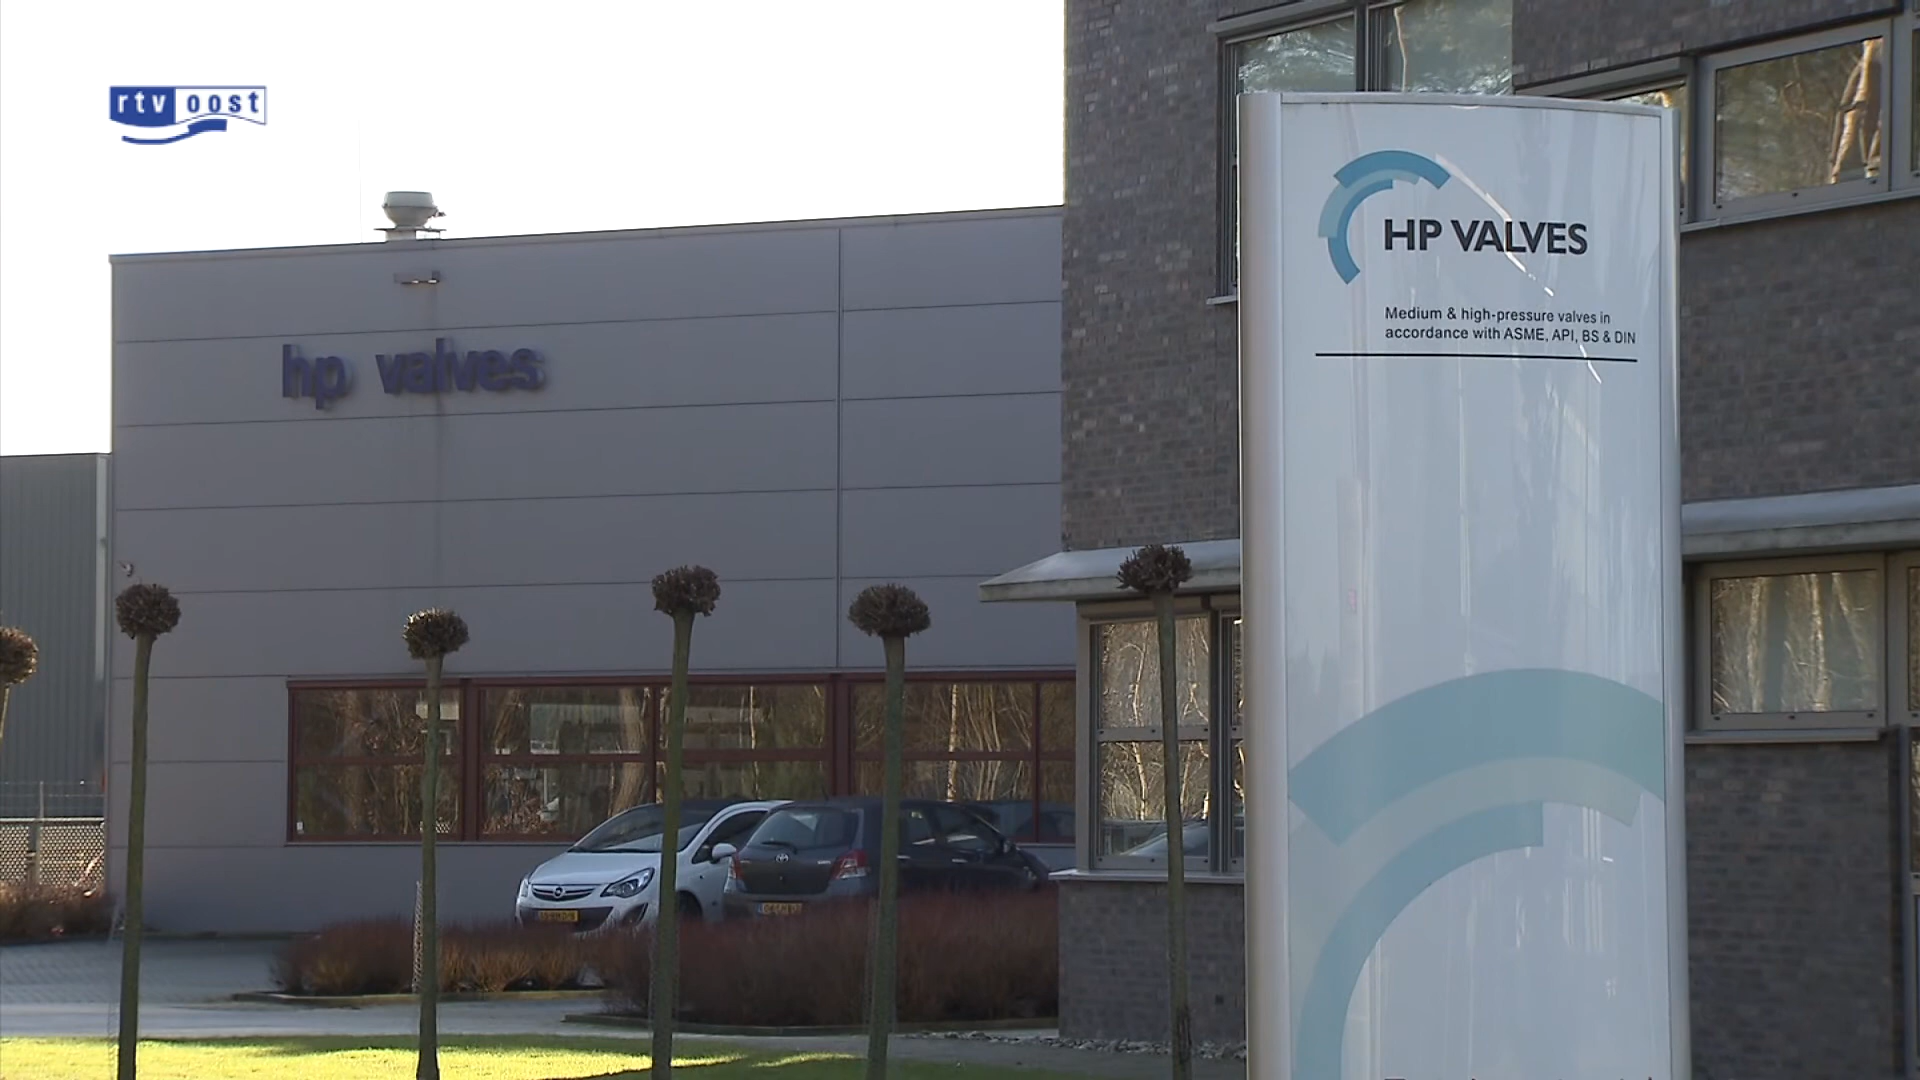 rtv oost
hp valves
HP VALVES
Medium & high-pressure valves in
accordance with ASME, API, BS & DIN